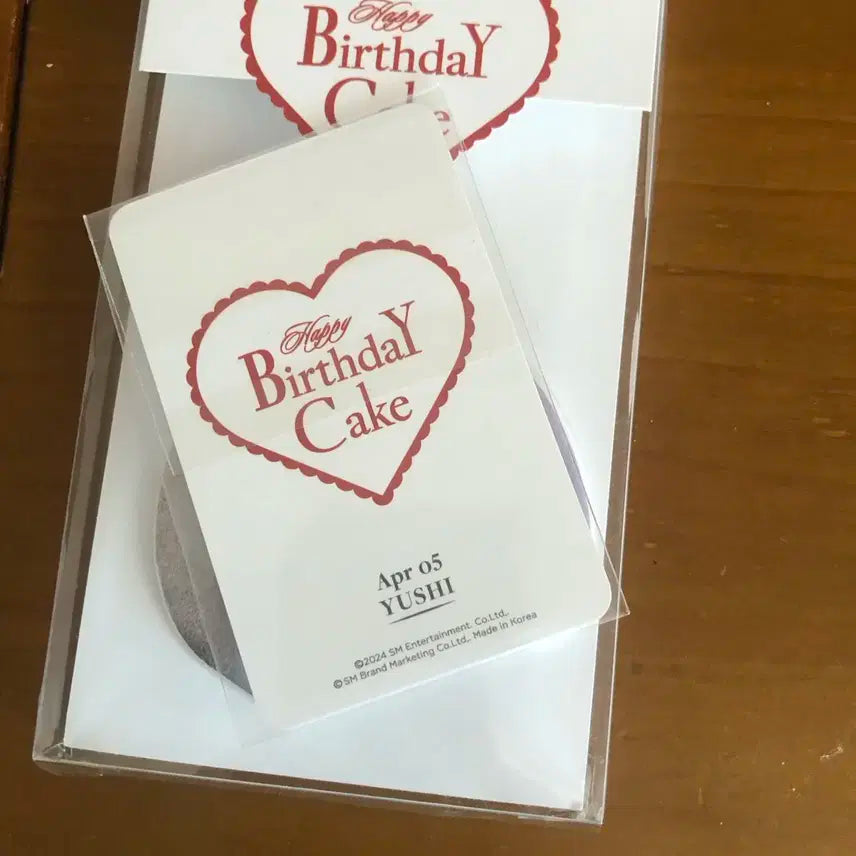 Happy
BirthdaY
Cake
Happy
BirthdaY
Cake
Apr 05
YUSHI
©2024 SM Entertainment. Co.Ltd,.
©SM Brand Marketing Co.Ltd,. Made in Korea